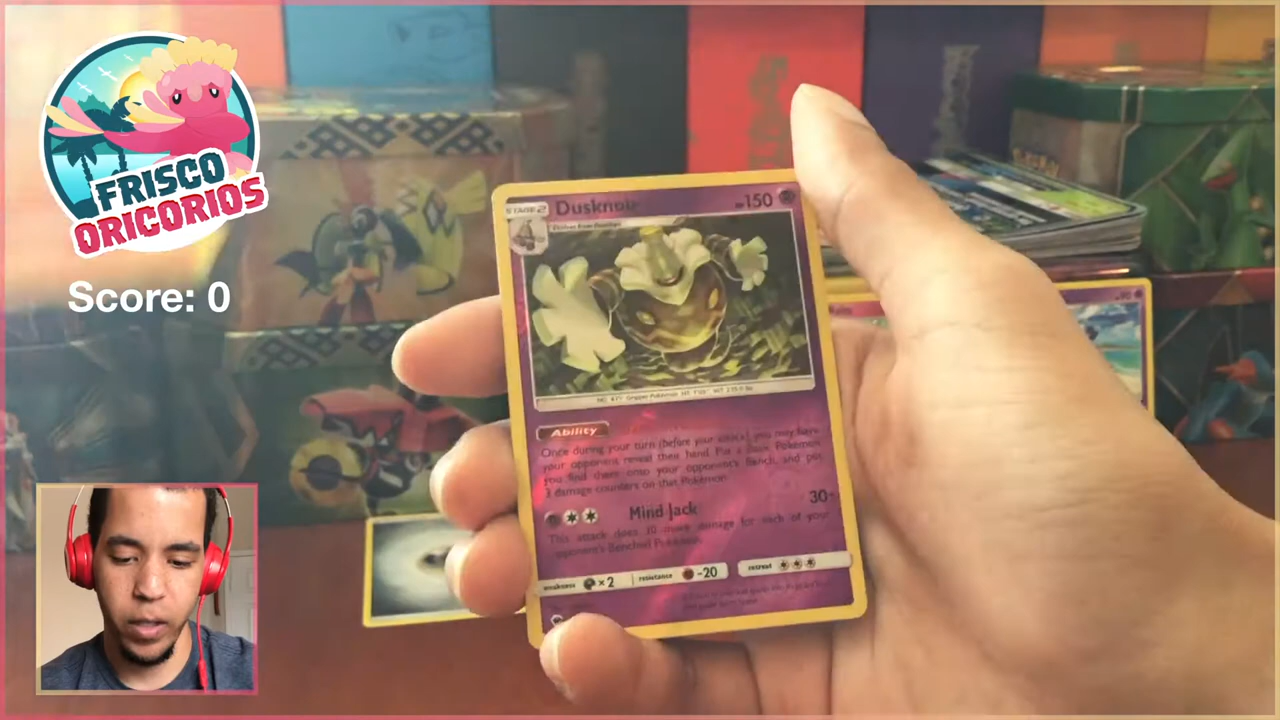 FRISCO
ORICORIOS
Score: 0
STAGE 2
Dusknoir
HP 150
Ability
Once during your turn (before your attack), you may have
your opponent reveal their hand. Put a Basic Pokémon
you find there onto your opponent's Bench, and put
3 damage counters on that Pokémon.
Mind Jack
30+
This attack does 30 more damage for each of your
opponent's Benched Pokémon.
weakness ×2
resistance -20
retreat